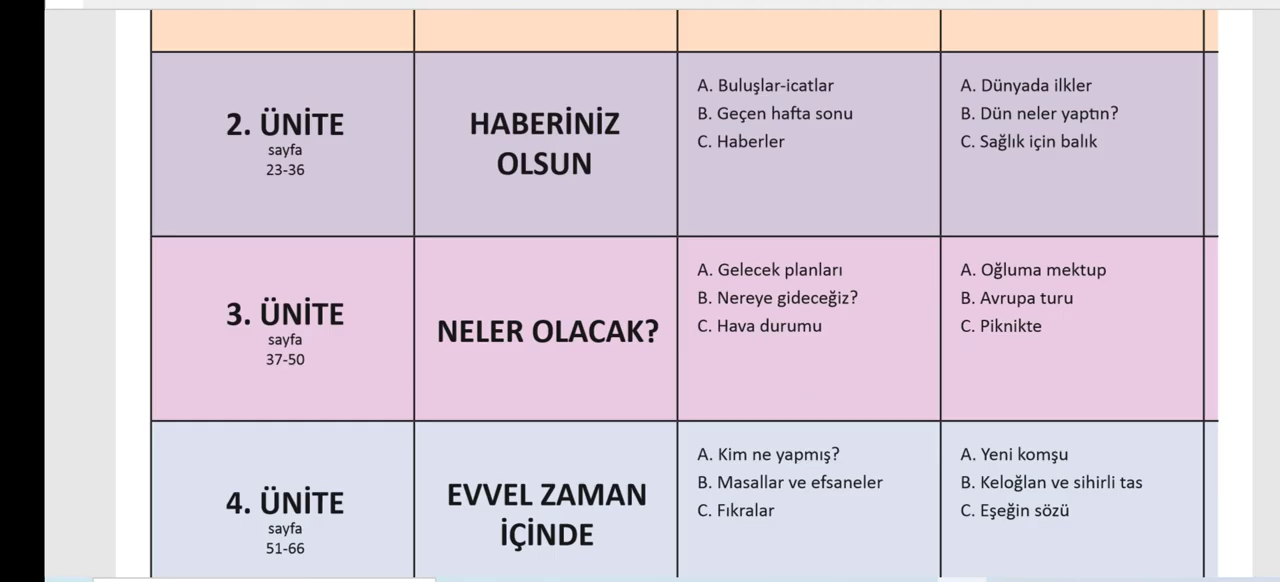 2. ÜNİTE
sayfa
23-36
HABERİNİZ
OLSUN
A. Buluşlar-icatlar
B. Geçen hafta sonu
C. Haberler
A. Dünyada ilkler
B. Dün neler yaptın?
C. Sağlık için balık
3. ÜNİTE
sayfa
37-50
NELER OLACAK?
A. Gelecek planları
B. Nereye gideceğiz?
C. Hava durumu
A. Oğluma mektup
B. Avrupa turu
C. Piknikte
4. ÜNİTE
sayfa
51-66
EVVEL ZAMAN
İÇİNDE
A. Kim ne yapmış?
B. Masallar ve efsaneler
C. Fıkralar
A. Yeni komşu
B. Keloğlan ve sihirli tas
C. Eşeğin sözü